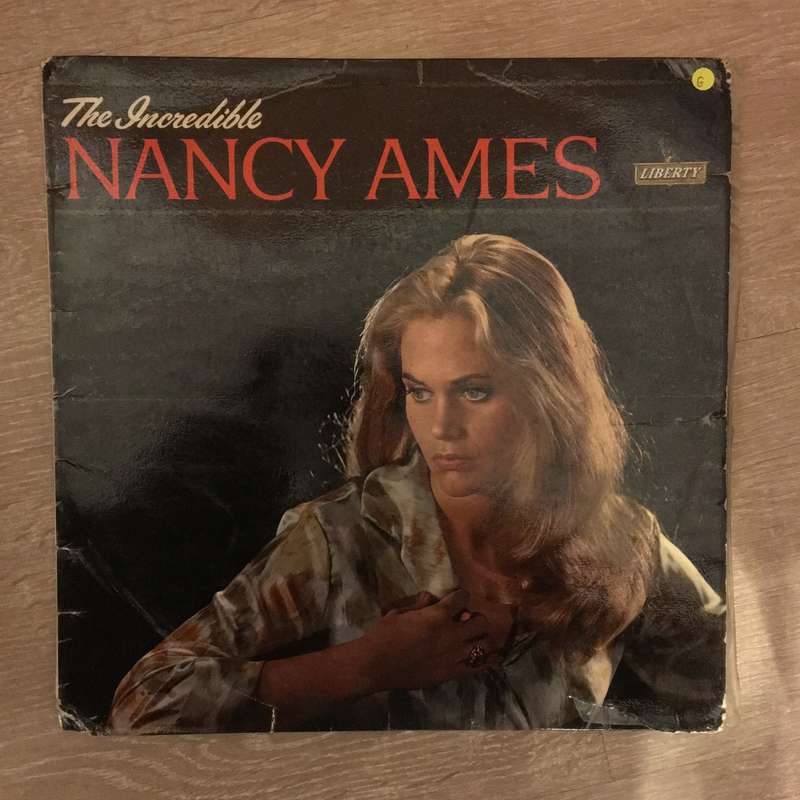 The Incredible
NANCY AMES
LIBERTY
G